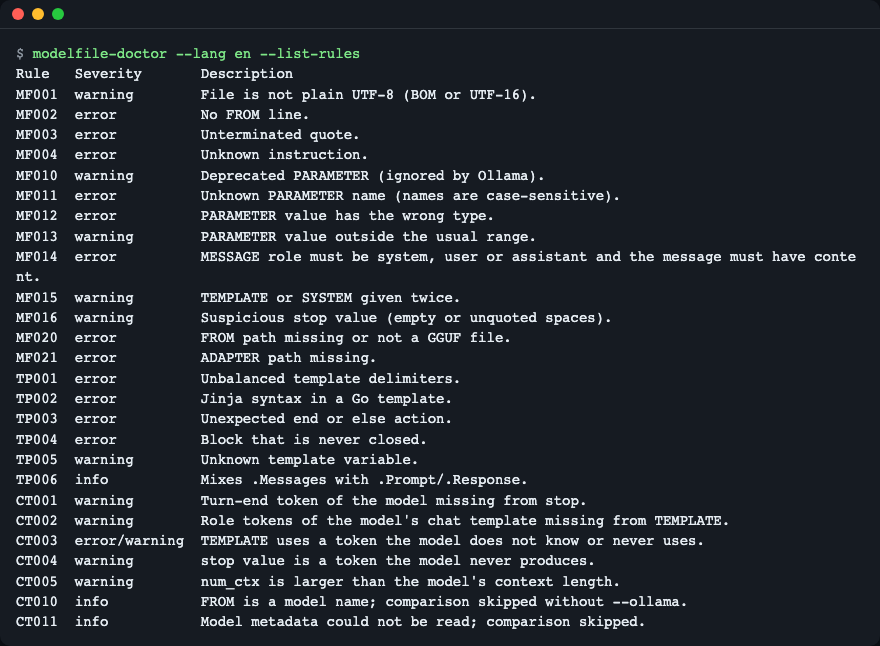 $ modelfile-doctor --lang en --list-rules
Rule   Severity       Description
MF001  warning        File is not plain UTF-8 (BOM or UTF-16).
MF002  error          No FROM line.
MF003  error          Unterminated quote.
MF004  error          Unknown instruction.
MF010  warning        Deprecated PARAMETER (ignored by Ollama).
MF011  error          Unknown PARAMETER name (names are case-sensitive).
MF012  error          PARAMETER value has the wrong type.
MF013  warning        PARAMETER value outside the usual range.
MF014  error          MESSAGE role must be system, user or assistant and the message must have conte
nt.
MF015  warning        TEMPLATE or SYSTEM given twice.
MF016  warning        Suspicious stop value (empty or unquoted spaces).
MF020  error          FROM path missing or not a GGUF file.
MF021  error          ADAPTER path missing.
TP001  error          Unbalanced template delimiters.
TP002  error          Jinja syntax in a Go template.
TP003  error          Unexpected end or else action.
TP004  error          Block that is never closed.
TP005  warning        Unknown template variable.
TP006  info           Mixes .Messages with .Prompt/.Response.
CT001  warning        Turn-end token of the model missing from stop.
CT002  warning        Role tokens of the model's chat template missing from TEMPLATE.
CT003  error/warning  TEMPLATE uses a token the model does not know or never uses.
CT004  warning        stop value is a token the model never produces.
CT005  warning        num_ctx is larger than the model's context length.
CT010  info           FROM is a model name; comparison skipped without --ollama.
CT011  info           Model metadata could not be read; comparison skipped.